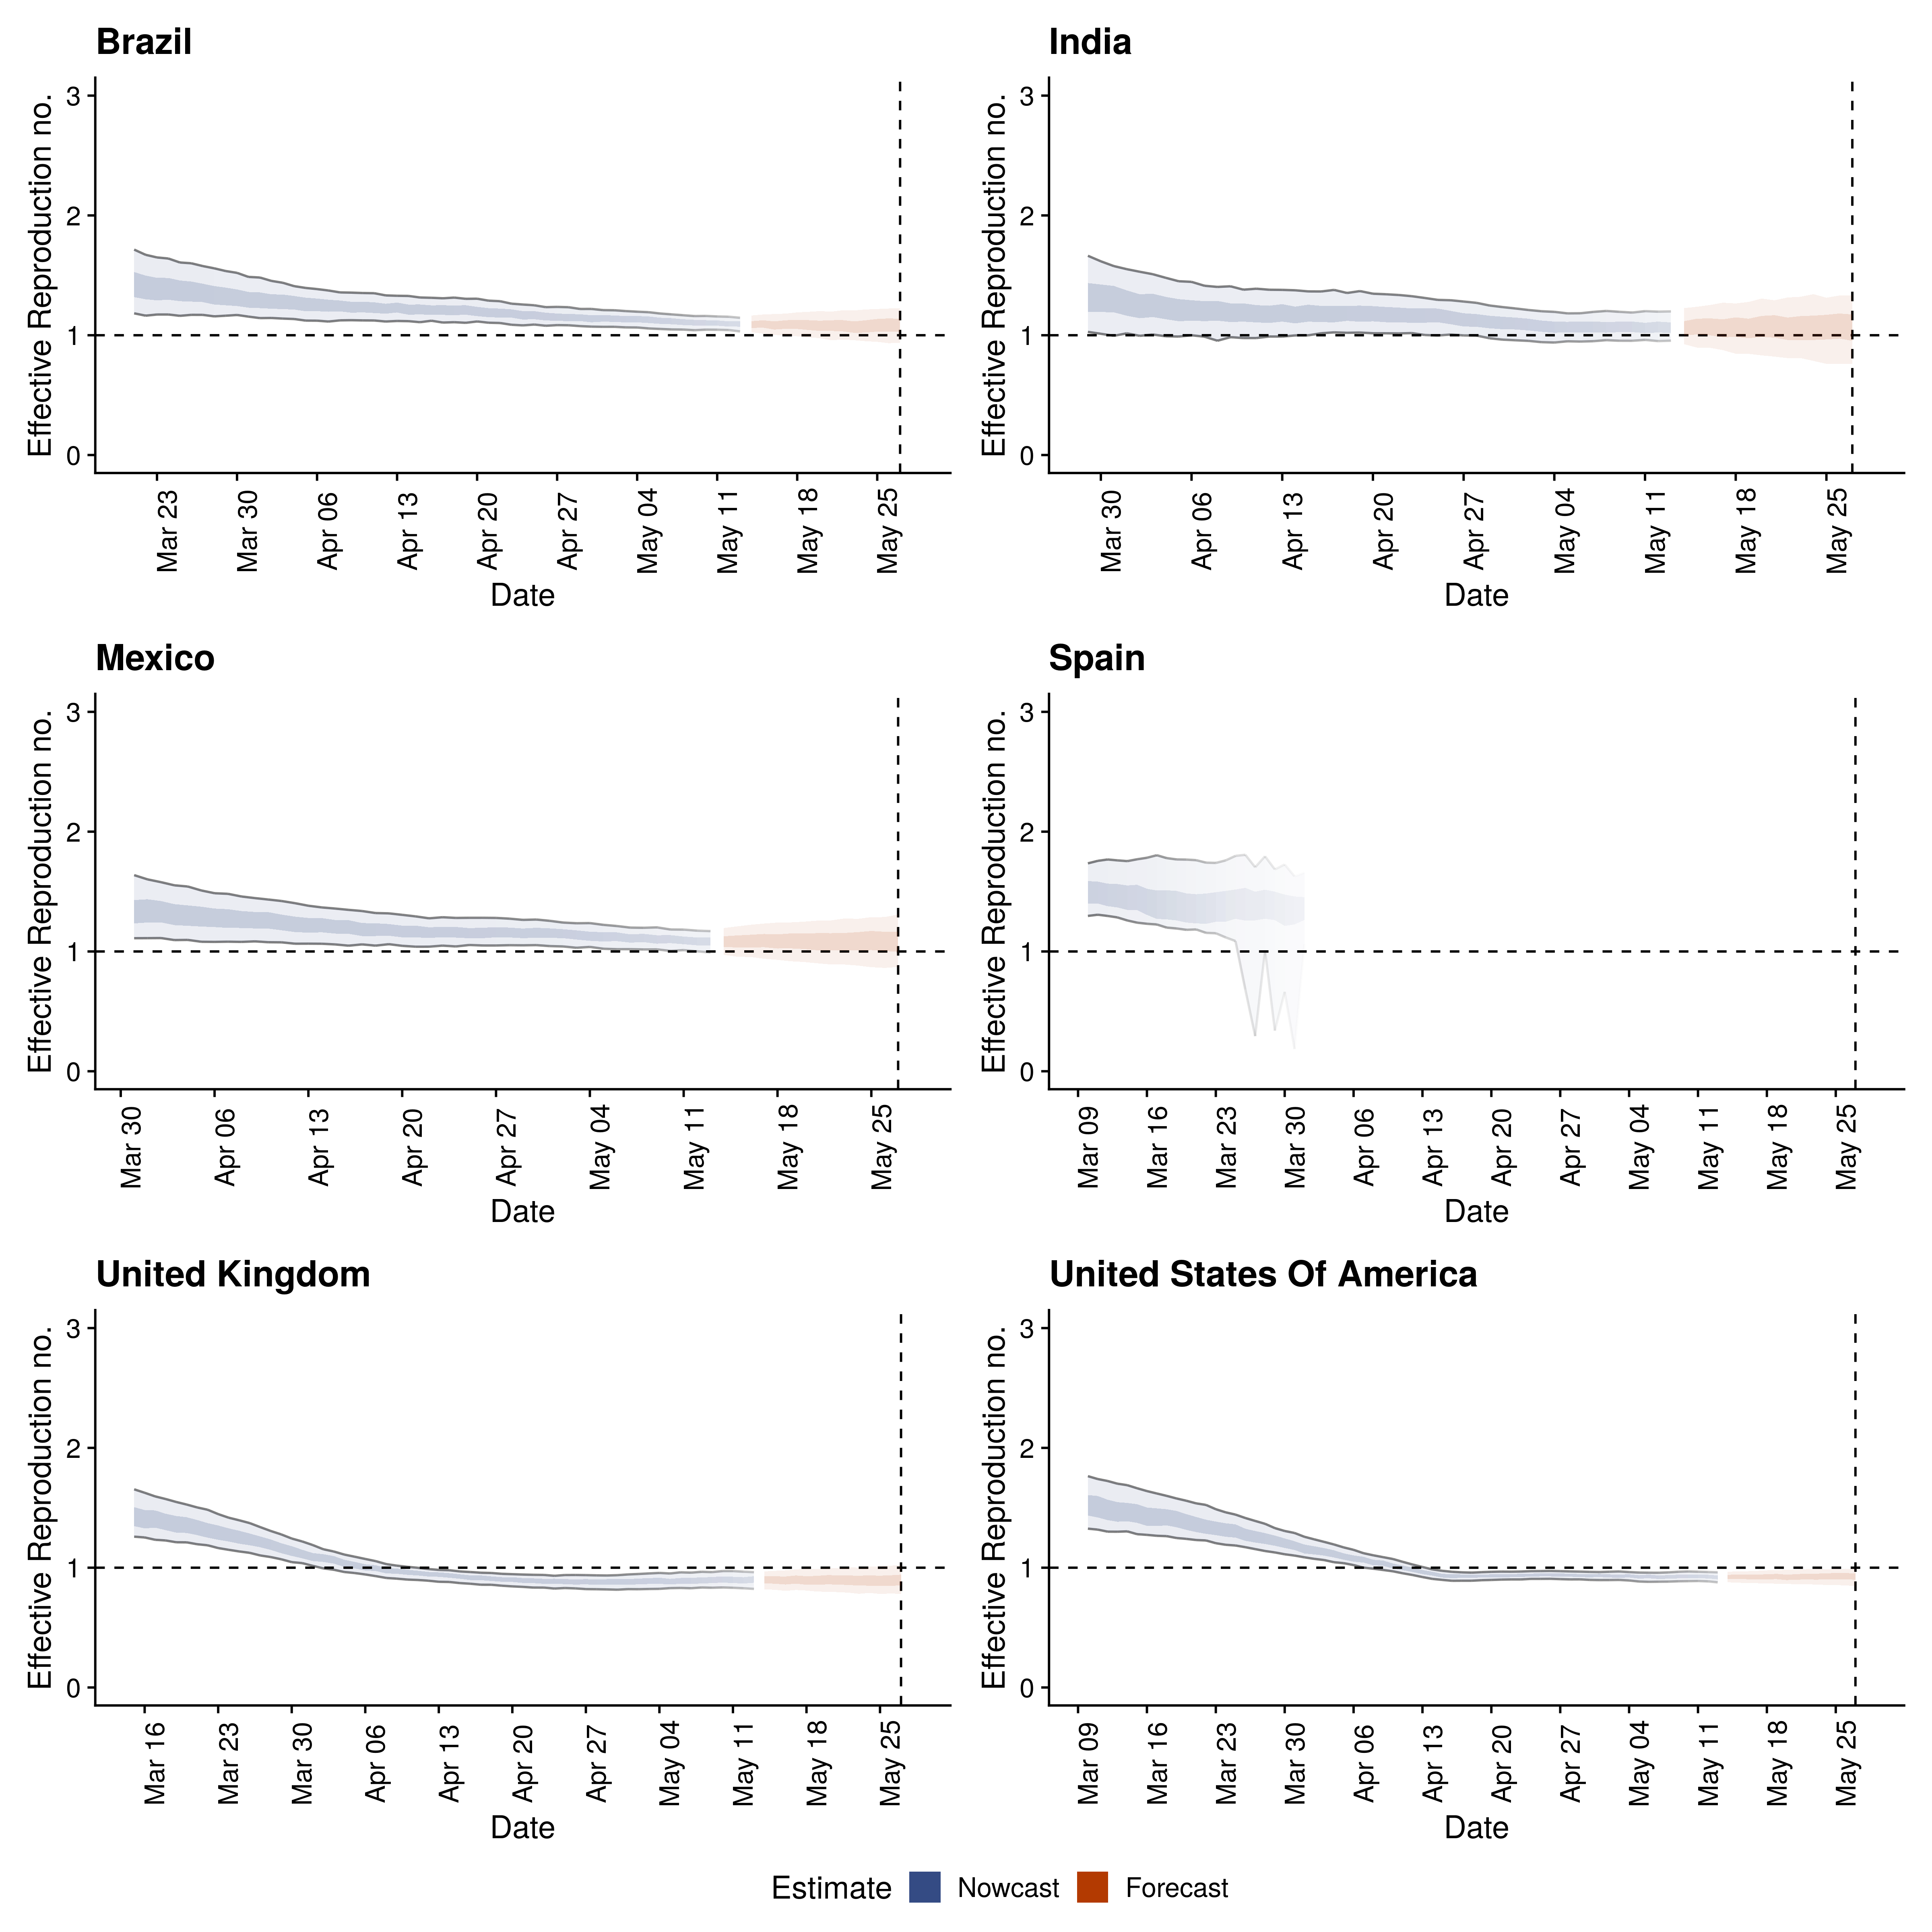 Brazil
Effective Reproduction no.
3
2
1
0
Mar 23
Mar 30
Apr 06
Apr 13
Apr 20
Apr 27
May 04
May 11
May 18
May 25
Date
India
Effective Reproduction no.
3
2
1
0
Mar 30
Apr 06
Apr 13
Apr 20
Apr 27
May 04
May 11
May 18
May 25
Date
Mexico
Effective Reproduction no.
3
2
1
0
Mar 30
Apr 06
Apr 13
Apr 20
Apr 27
May 04
May 11
May 18
May 25
Date
Spain
Effective Reproduction no.
3
2
1
0
Mar 09
Mar 16
Mar 23
Mar 30
Apr 06
Apr 13
Apr 20
Apr 27
May 04
May 11
May 18
May 25
Date
United Kingdom
Effective Reproduction no.
3
2
1
0
Mar 16
Mar 23
Mar 30
Apr 06
Apr 13
Apr 20
Apr 27
May 04
May 11
May 18
May 25
Date
United States Of America
Effective Reproduction no.
3
2
1
0
Mar 09
Mar 16
Mar 23
Mar 30
Apr 06
Apr 13
Apr 20
Apr 27
May 04
May 11
May 18
May 25
Date
Estimate Nowcast Forecast